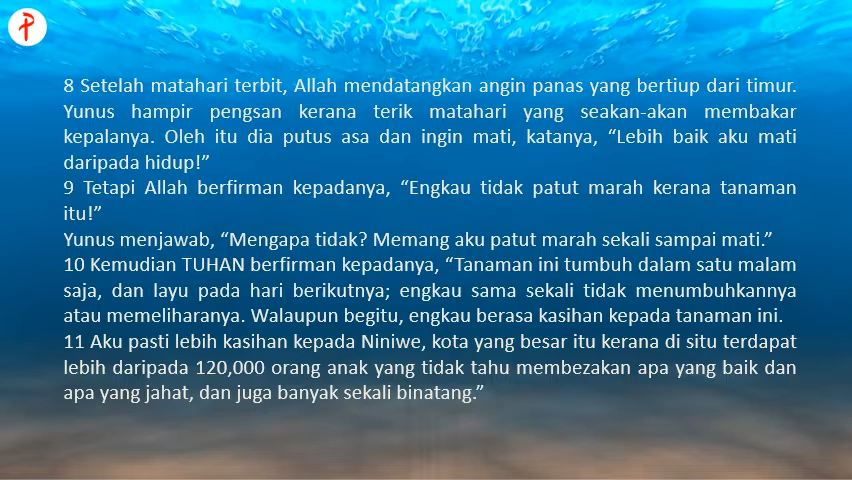 8 Setelah matahari terbit, Allah mendatangkan angin panas yang bertiup dari timur.
Yunus hampir pengsan kerana terik matahari yang seakan-akan membakar
kepalanya. Oleh itu dia putus asa dan ingin mati, katanya, “Lebih baik aku mati
daripada hidup!”
9 Tetapi Allah berfirman kepadanya, “Engkau tidak patut marah kerana tanaman
itu!”
Yunus menjawab, “Mengapa tidak? Memang aku patut marah sekali sampai mati.”
10 Kemudian TUHAN berfirman kepadanya, “Tanaman ini tumbuh dalam satu malam
saja, dan layu pada hari berikutnya; engkau sama sekali tidak menumbuhkannya
atau memeliharanya. Walaupun begitu, engkau berasa kasihan kepada tanaman ini.
11 Aku pasti lebih kasihan kepada Niniwe, kota yang besar itu kerana di situ terdapat
lebih daripada 120,000 orang anak yang tidak tahu membezakan apa yang baik dan
apa yang jahat, dan juga banyak sekali binatang.”